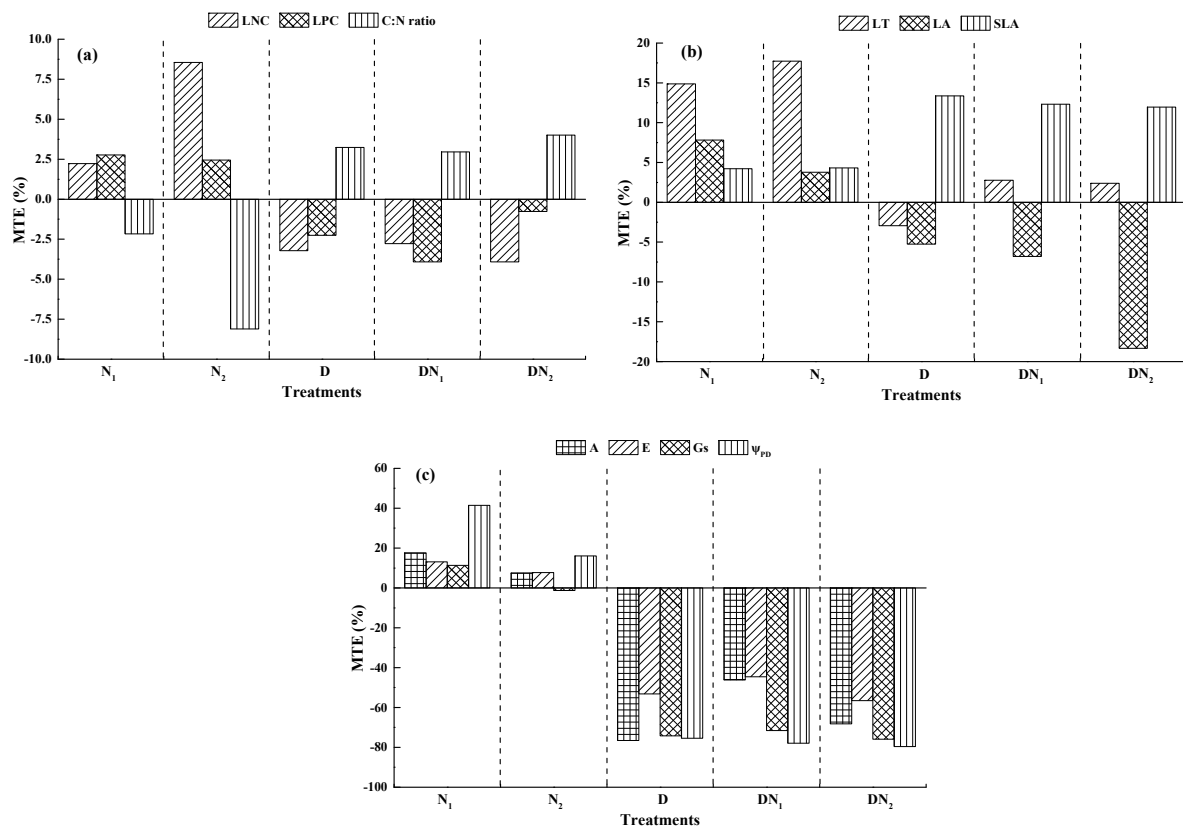 LNC LPC C:N ratio
(a)
10.0
7.5
5.0
2.5
0.0
-2.5
-5.0
-7.5
-10.0
MTE (%)
N₁ N₂ D DN₁ DN₂
Treatments
LT LA SLA
(b)
20
15
10
5
0
-5
-10
-15
-20
MTE (%)
N₁ N₂ D DN₁ DN₂
Treatments
A E Gs ψPD
(c)
60
40
20
0
-20
-40
-60
-80
-100
MTE (%)
N₁ N₂ D DN₁ DN₂
Treatments